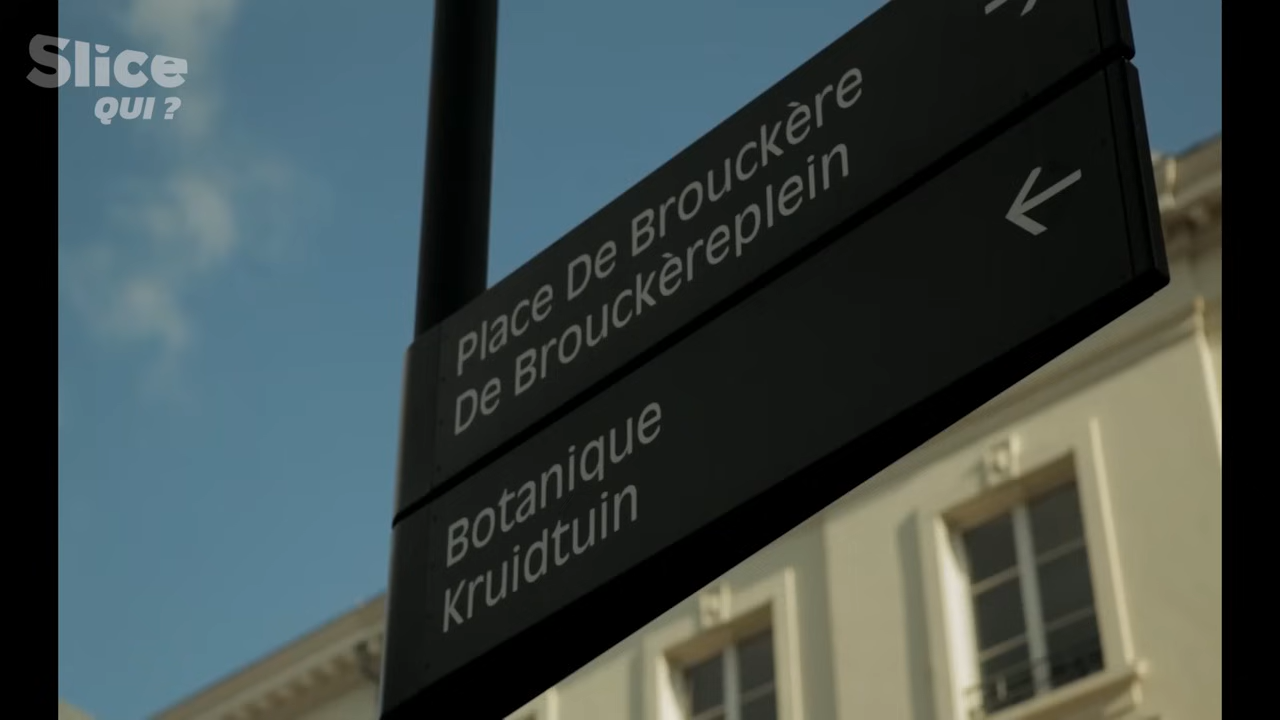 Slice
QUI ?
Place De Brouckère
De Brouckèreplein
Botanique
Kruidtuin